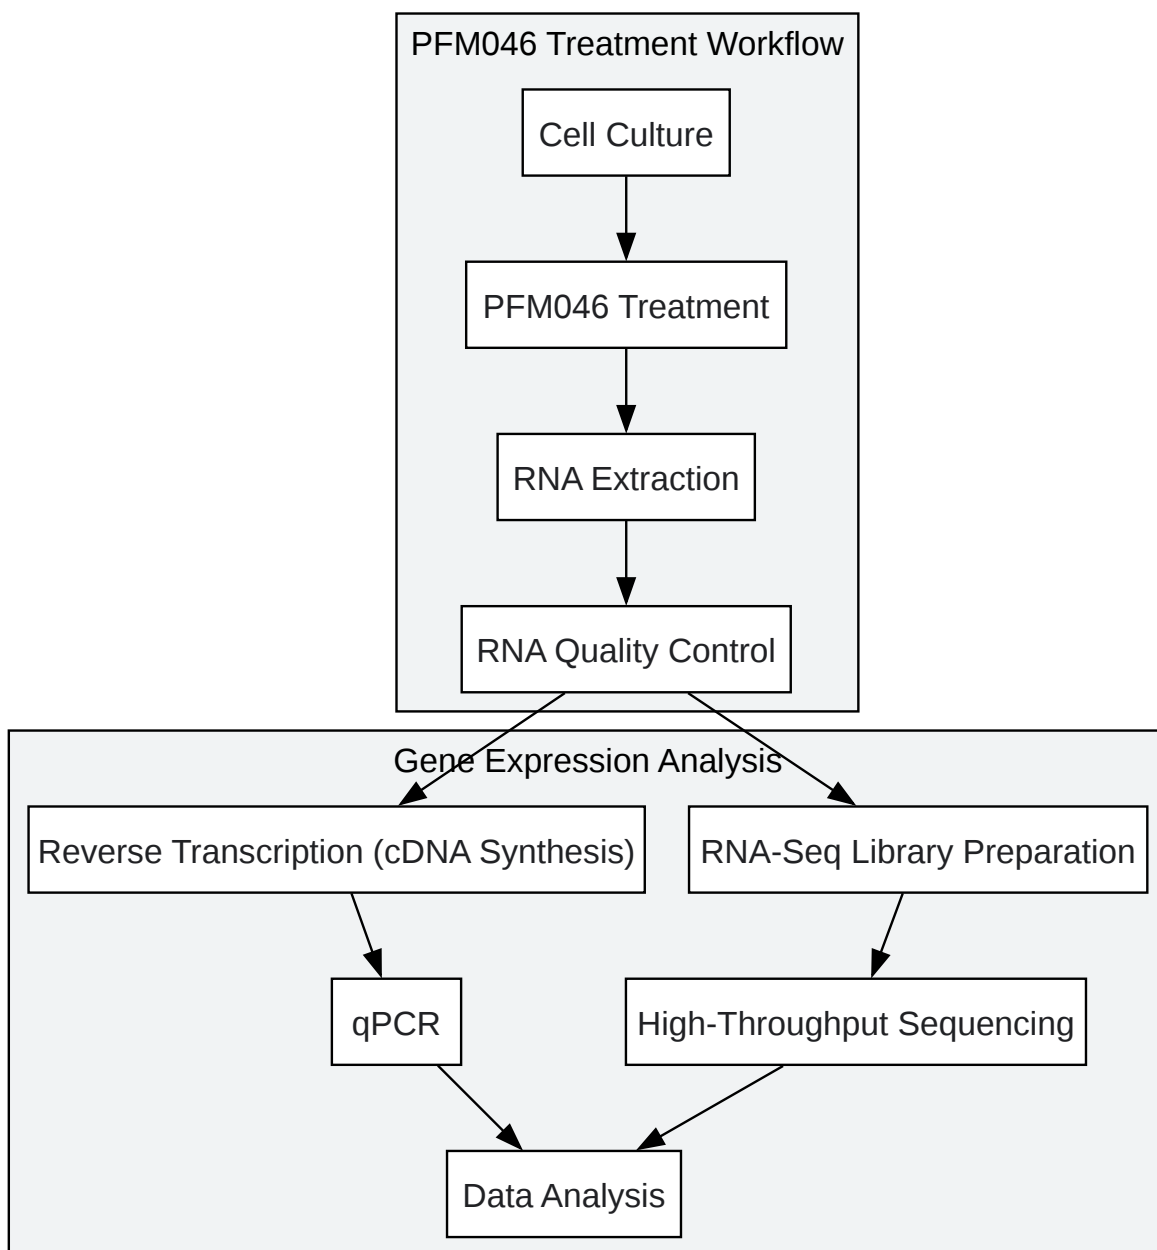 PFM046 Treatment Workflow
Cell Culture
PFM046 Treatment
RNA Extraction
RNA Quality Control
Gene Expression Analysis
Reverse Transcription (cDNA Synthesis)
RNA-Seq Library Preparation
qPCR
High-Throughput Sequencing
Data Analysis